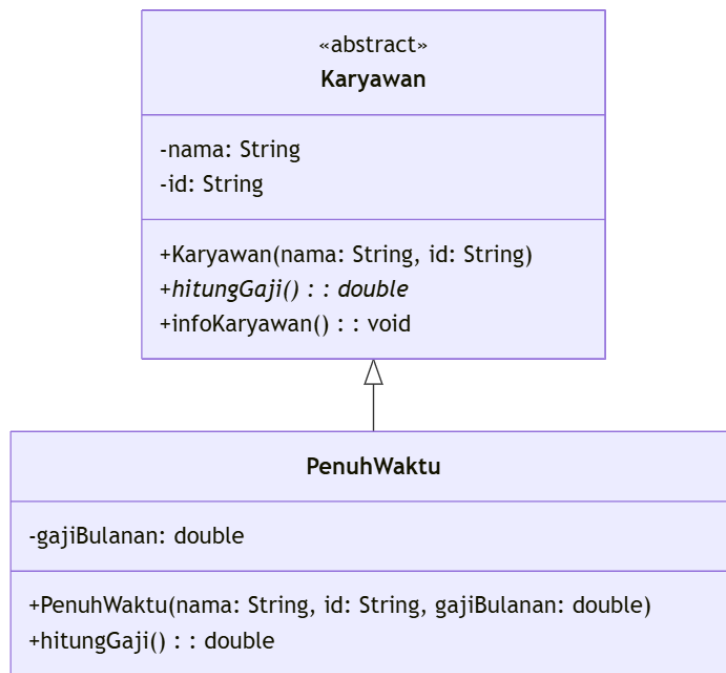 «abstract»
Karyawan
-nama: String
-id: String
+Karyawan(nama: String, id: String)
+hitungGaji() : : double
+infoKaryawan() : : void
PenuhWaktu
-gajiBulanan: double
+PenuhWaktu(nama: String, id: String, gajiBulanan: double)
+hitungGaji() : : double